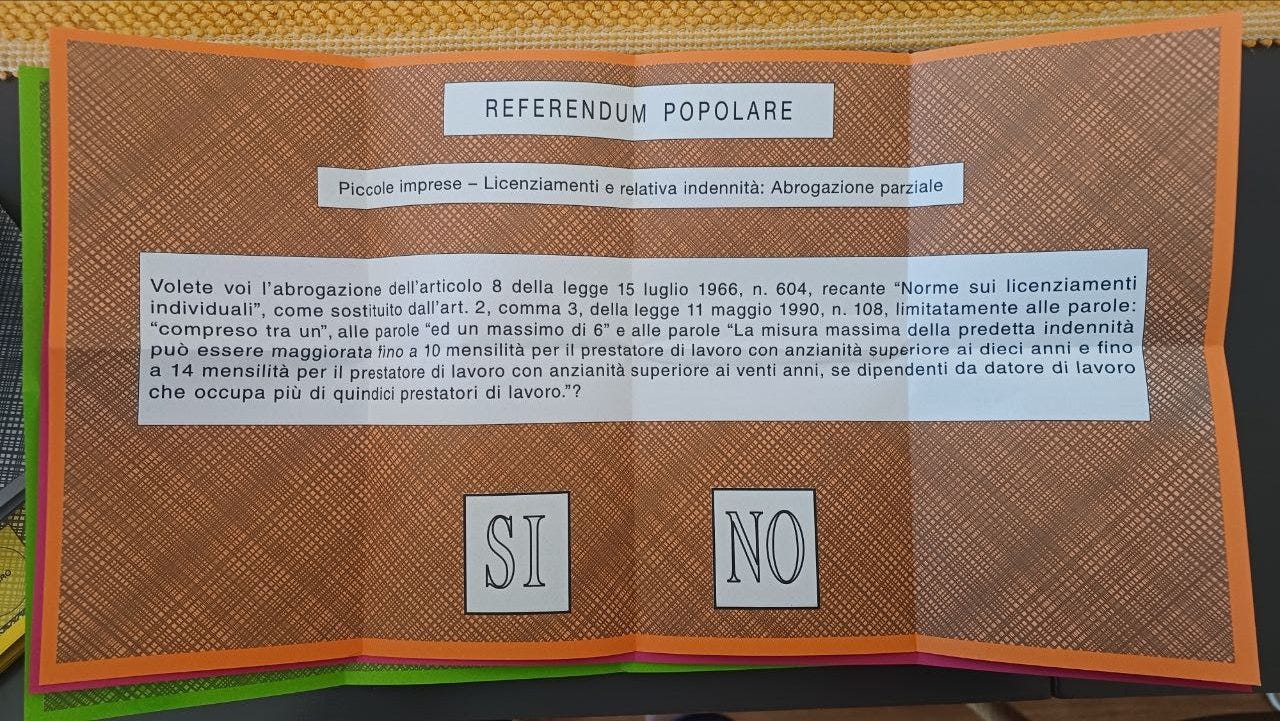 REFERENDUM POPOLARE
Piccole imprese – Licenziamenti e relativa indennità: Abrogazione parziale
Volete voi l’abrogazione dell’articolo 8 della legge 15 luglio 1966, n. 604, recante “Norme sui licenziamenti
individuali”, come sostituito dall’art. 2, comma 3, della legge 11 maggio 1990, n. 108, limitatamente alle parole:
“compreso tra un”, alle parole “ed un massimo di 6” e alle parole “La misura massima della predetta indennità
può essere maggiorata fino a 10 mensilità per il prestatore di lavoro con anzianità superiore ai dieci anni e fino
a 14 mensilità per il prestatore di lavoro con anzianità superiore ai venti anni, se dipendenti da datore di lavoro
che occupa più di quindici prestatori di lavoro.”?
SI NO